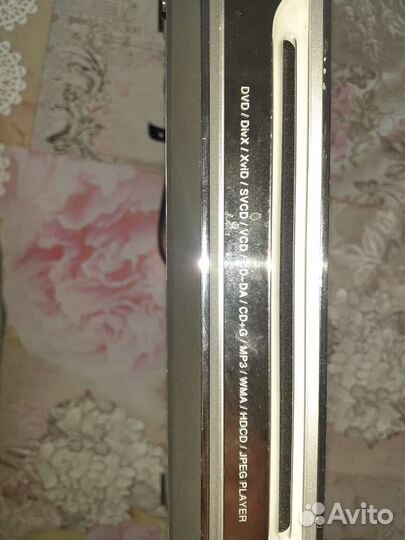 DVD / DivX / XviD / SVCD / VCD / CD-DA / CD+G / MP3 / WMA / HDCD / JPEG PLAYER
Avito